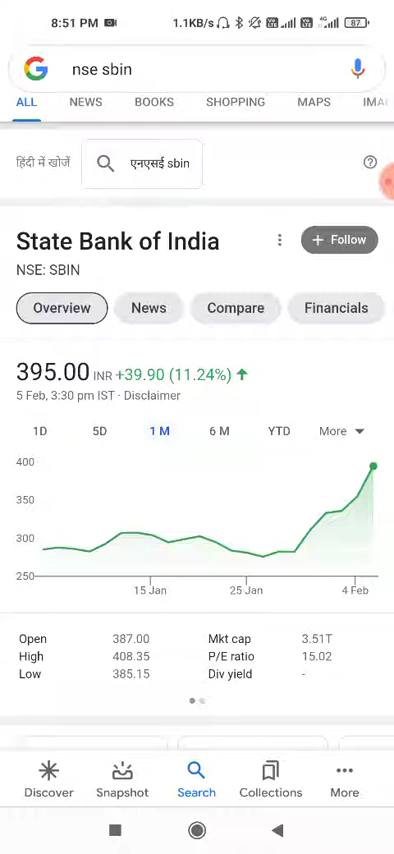 8:51 PM 1.1KB/s 4G 87
nse sbin
ALL NEWS BOOKS SHOPPING MAPS IMA
हिंदी में खोजें एनएसई sbin
State Bank of India + Follow
NSE: SBIN
Overview News Compare Financials
395.00 INR +39.90 (11.24%)
5 Feb, 3:30 pm IST · Disclaimer
1D 5D 1 M 6 M YTD More
400
350
300
250
15 Jan 25 Jan 4 Feb
Open 387.00 Mkt cap 3.51T
High 408.35 P/E ratio 15.02
Low 385.15 Div yield -
Discover Snapshot Search Collections More